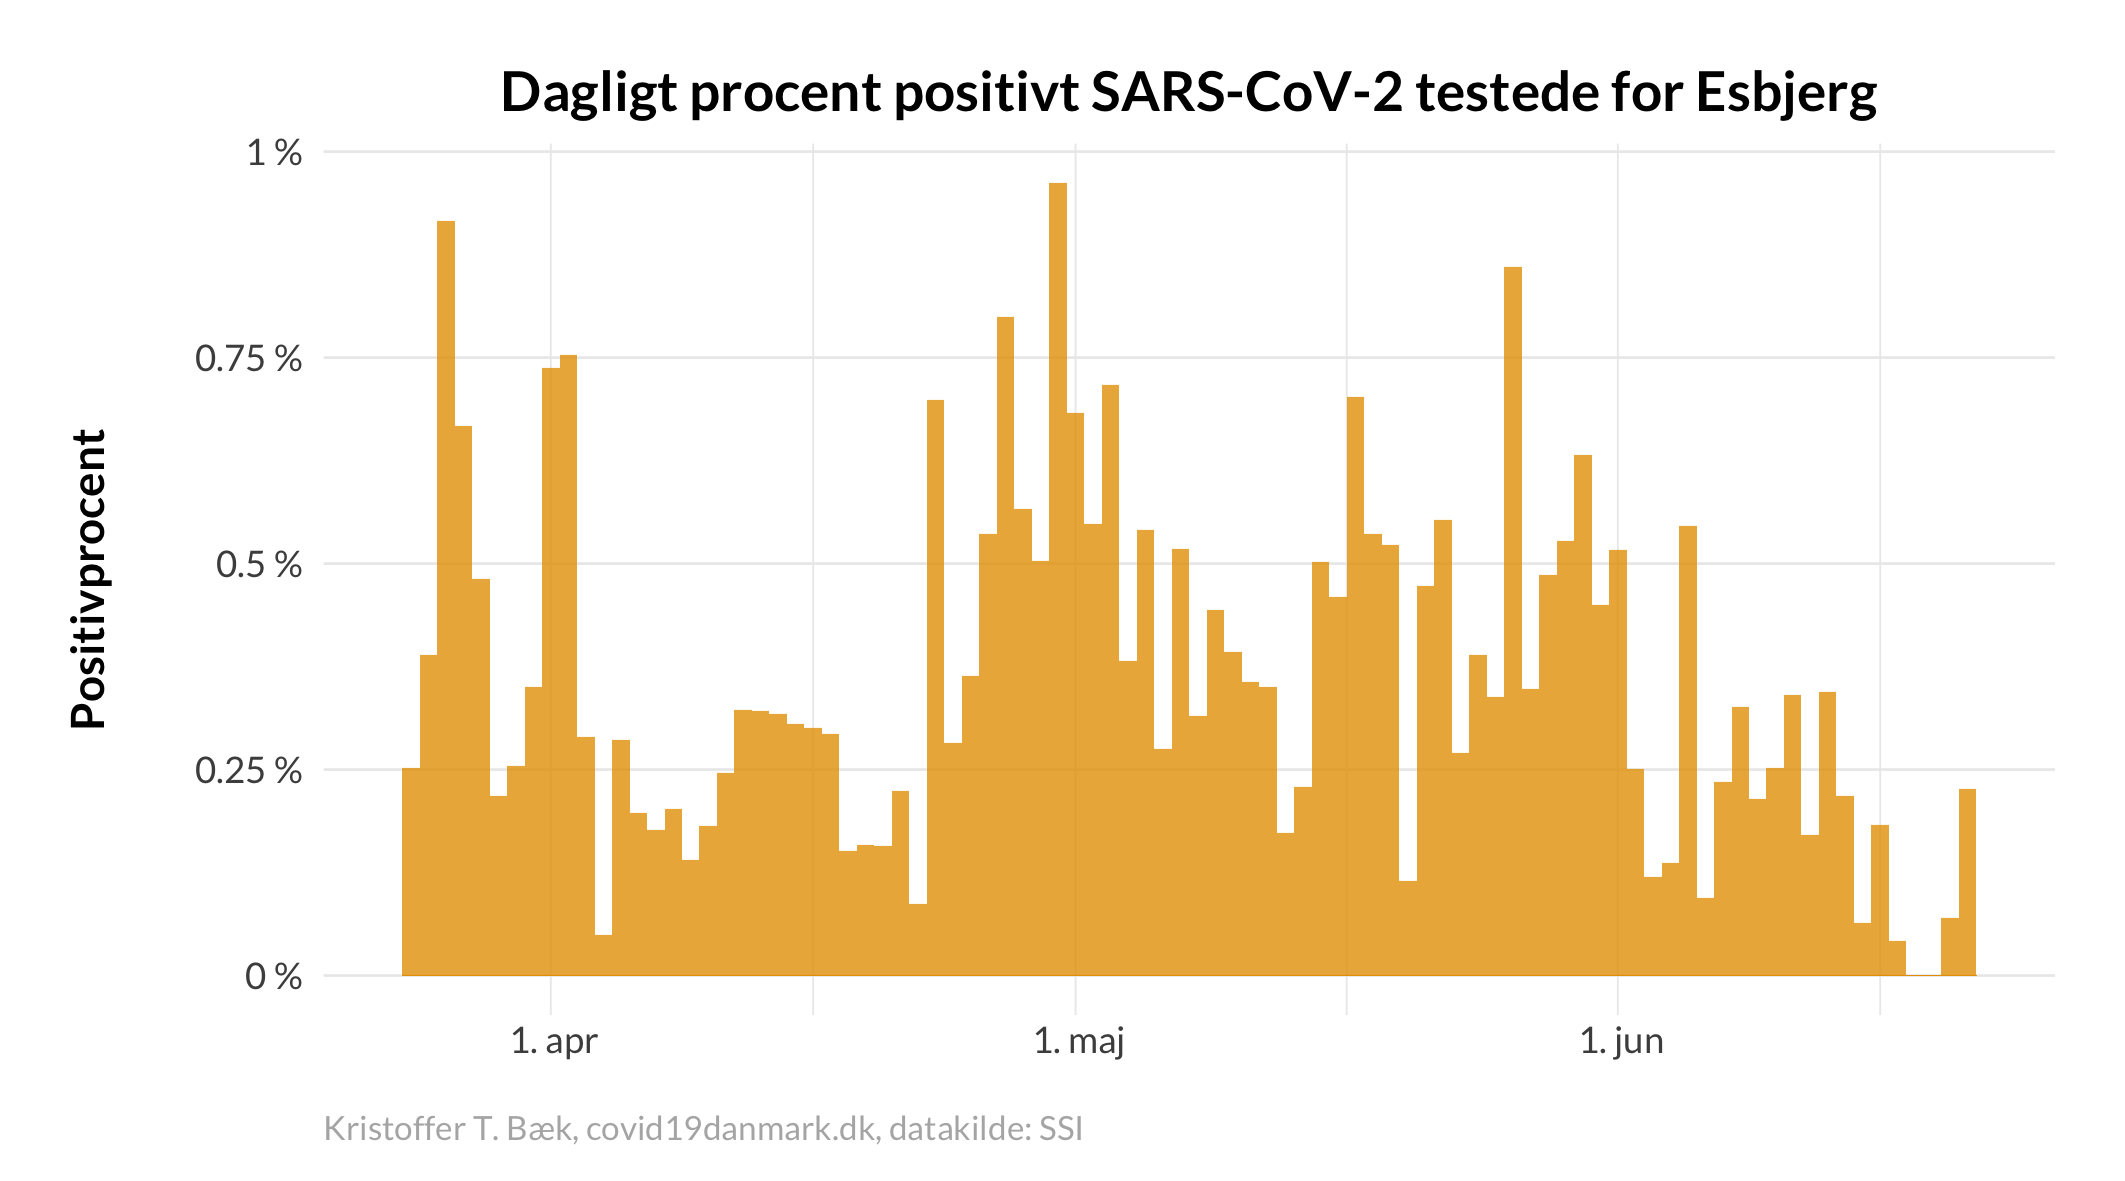 Dagligt procent positivt SARS-CoV-2 testede for Esbjerg
Positivprocent
1 %
0.75 %
0.5 %
0.25 %
0 %
1. apr
1. maj
1. jun
Kristoffer T. Bæk, covid19danmark.dk, datakilde: SSI